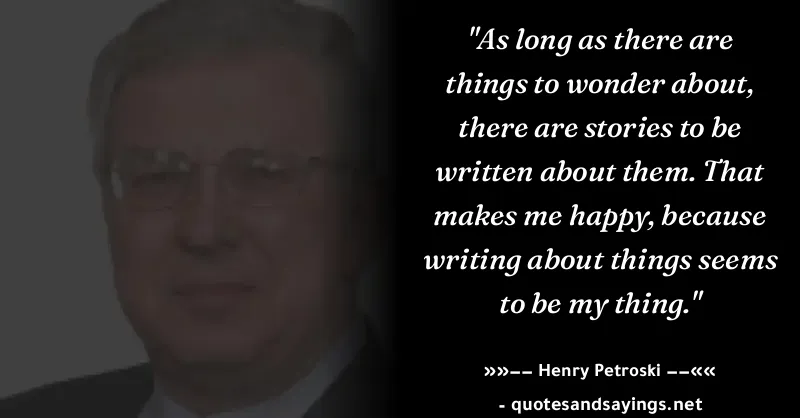 "As long as there are
things to wonder about,
there are stories to be
written about them. That
makes me happy, because
writing about things seems
to be my thing."
»»−− Henry Petroski −−««
- quotesandsayings.net